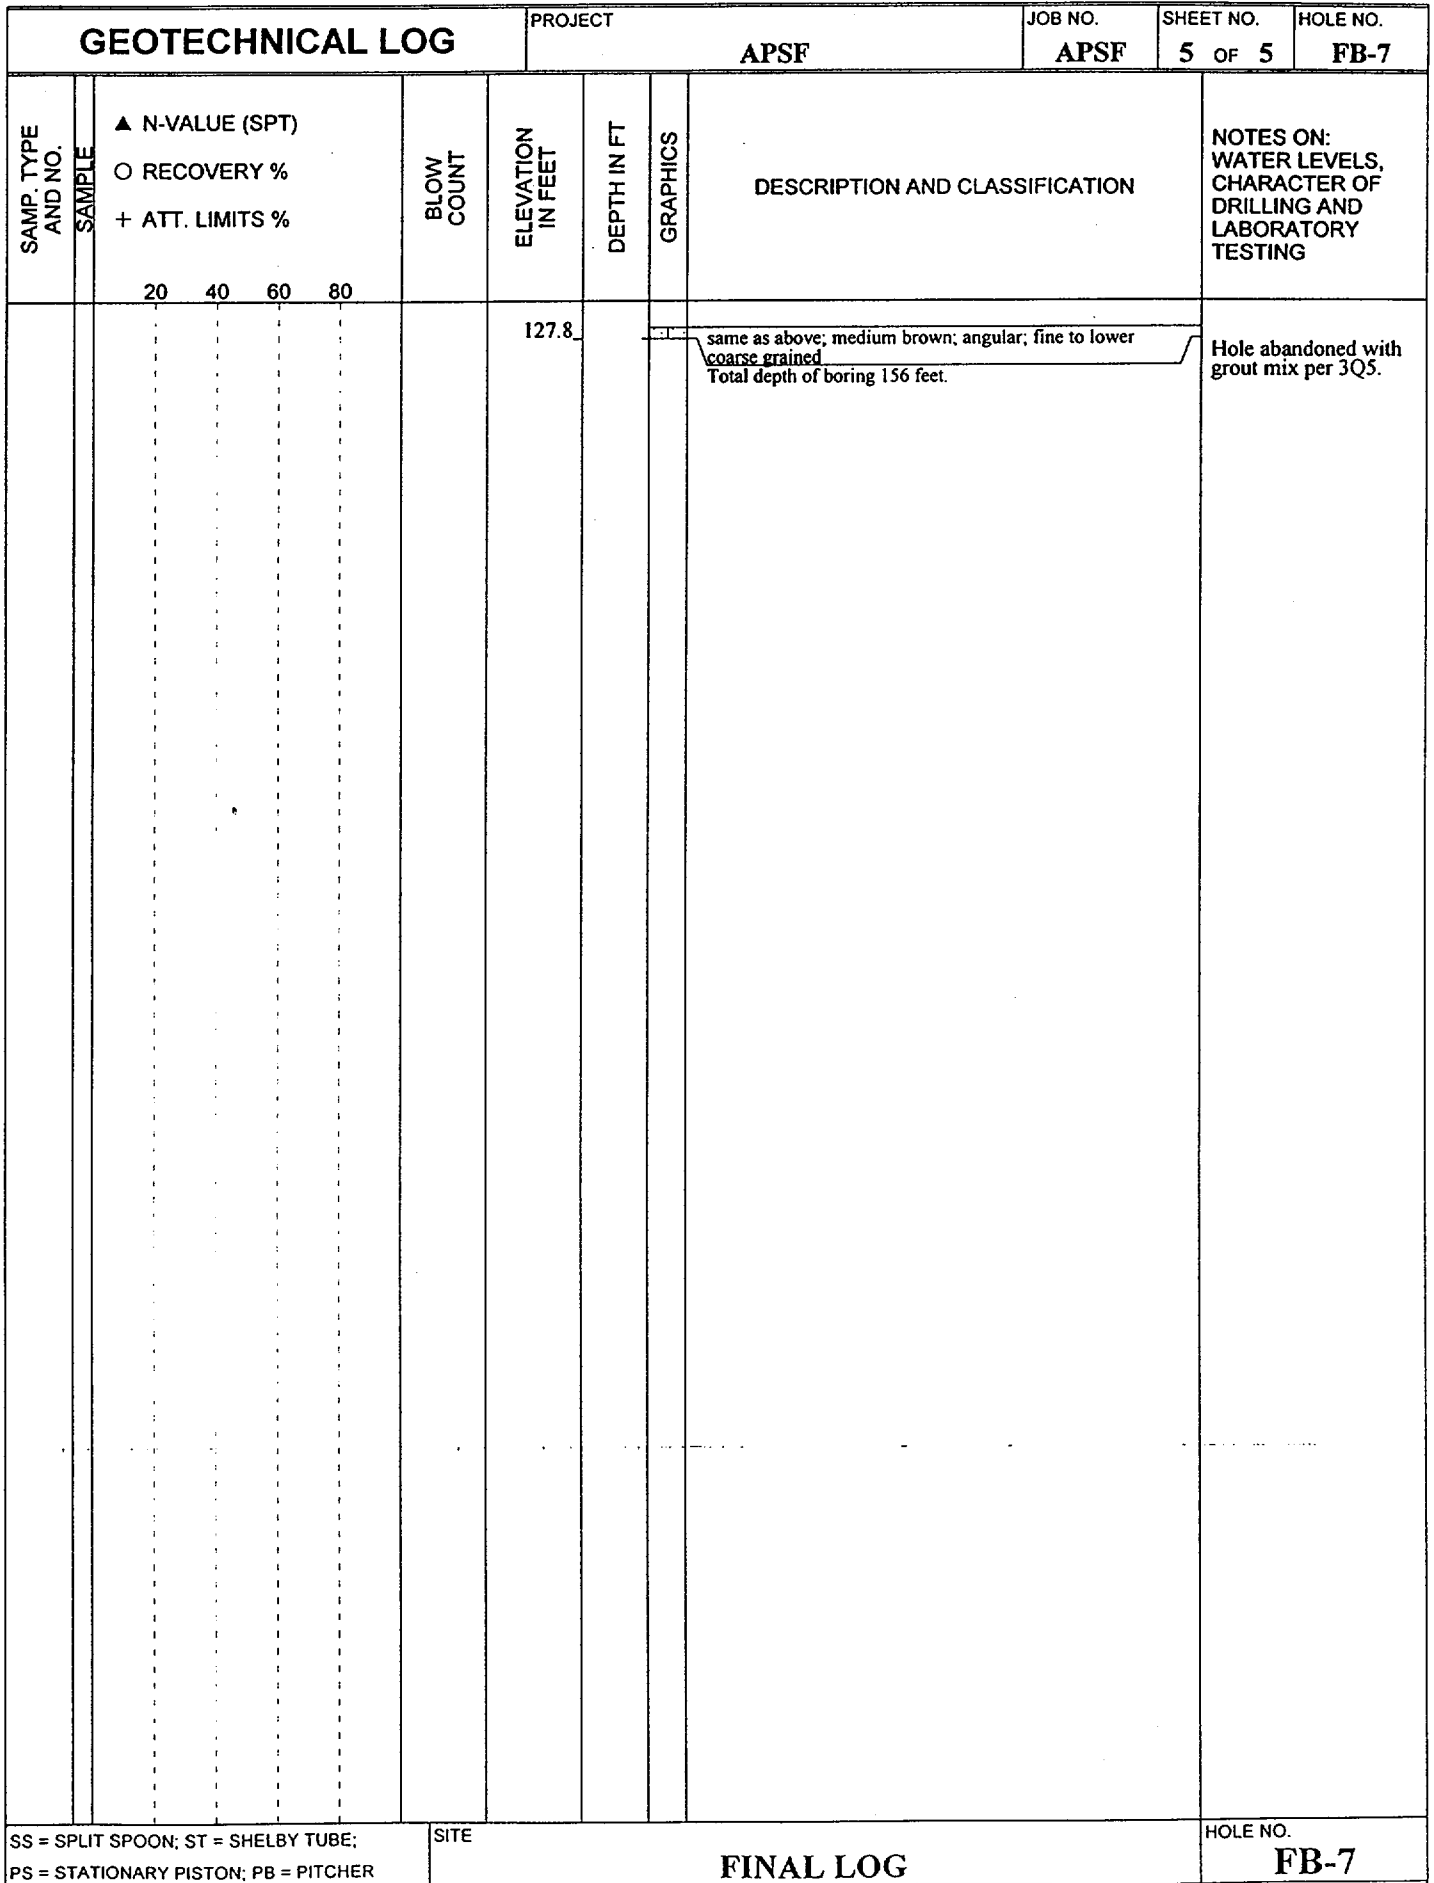 GEOTECHNICAL LOG
PROJECT
APSF
JOB NO.
APSF
SHEET NO.
5 OF 5
HOLE NO.
FB-7
SAMP. TYPE
AND NO.
SAMPLE
▲ N-VALUE (SPT)
○ RECOVERY %
+ ATT. LIMITS %
20 40 60 80
BLOW
COUNT
ELEVATION
IN FEET
DEPTH IN FT
GRAPHICS
DESCRIPTION AND CLASSIFICATION
NOTES ON:
WATER LEVELS,
CHARACTER OF
DRILLING AND
LABORATORY
TESTING
127.8
same as above; medium brown; angular; fine to lower
coarse grained
Total depth of boring 156 feet.
Hole abandoned with
grout mix per 3Q5.
SS = SPLIT SPOON; ST = SHELBY TUBE;
PS = STATIONARY PISTON; PB = PITCHER
SITE
FINAL LOG
HOLE NO.
FB-7